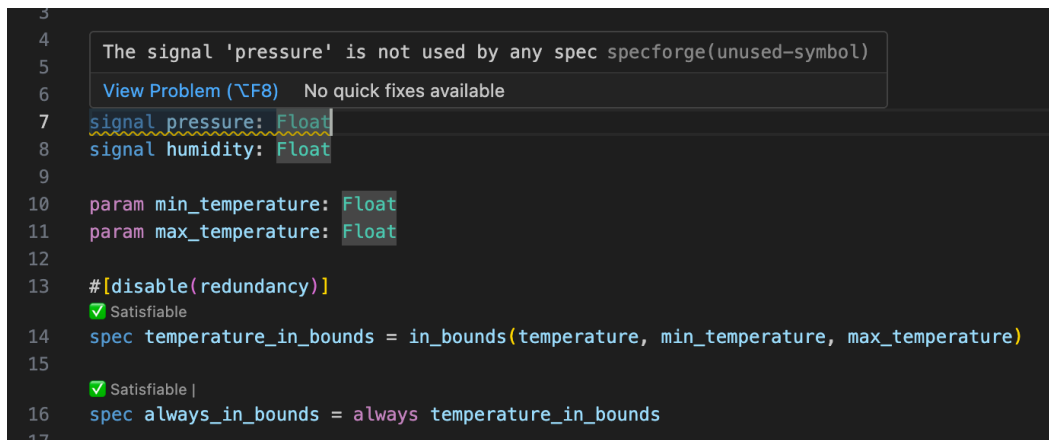 3
4
The signal 'pressure' is not used by any spec specforge(unused-symbol)
5
6
View Problem (⌥F8) No quick fixes available
7 signal pressure: Float
8 signal humidity: Float
9
10 param min_temperature: Float
11 param max_temperature: Float
12
13 #[disable(redundancy)]
✅ Satisfiable
14 spec temperature_in_bounds = in_bounds(temperature, min_temperature, max_temperature)
15
✅ Satisfiable |
16 spec always_in_bounds = always temperature_in_bounds
17